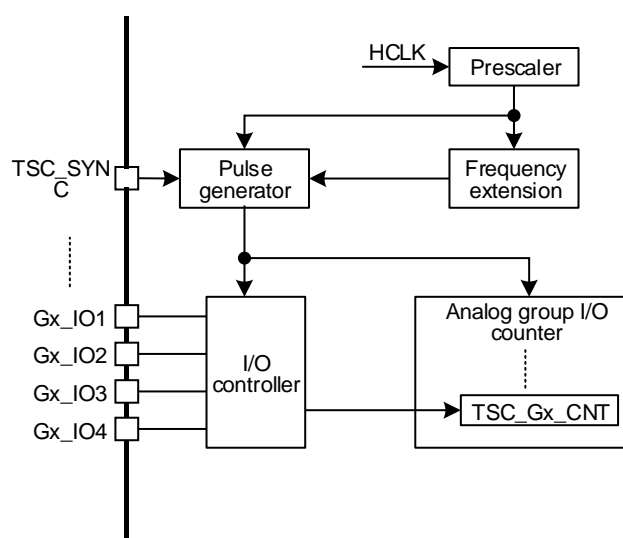 HCLK
Prescaler
TSC_SYN
C
Pulse
generator
Frequency
extension
Gx_IO1
Gx_IO2
Gx_IO3
Gx_IO4
I/O
controller
Analog group I/O
counter
TSC_Gx_CNT